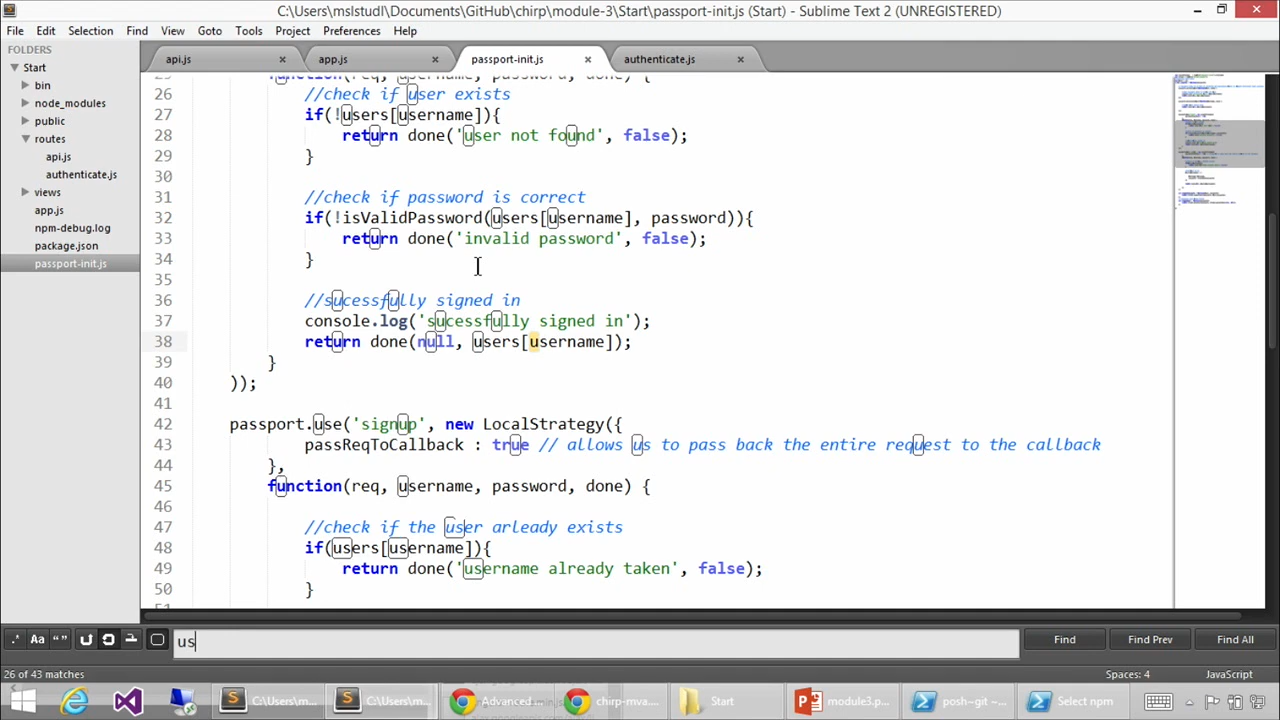 C:\Users\mslstudl\Documents\GitHub\chirp\module-3\Start\passport-init.js (Start) - Sublime Text 2 (UNREGISTERED)
File Edit Selection Find View Goto Tools Project Preferences Help
FOLDERS
Start
bin
node_modules
public
routes
api.js
authenticate.js
views
app.js
npm-debug.log
package.json
passport-init.js
api.js app.js passport-init.js authenticate.js
25 function(req, username, password, done) {
26 //check if user exists
27 if(!users[username]){
28 return done('user not found', false);
29 }
30
31 //check if password is correct
32 if(!isValidPassword(users[username], password)){
33 return done('invalid password', false);
34 }
35
36 //sucessfully signed in
37 console.log('sucessfully signed in');
38 return done(null, users[username]);
39 }
40 ));
41
42 passport.use('signup', new LocalStrategy({
43 passReqToCallback : true // allows us to pass back the entire request to the callback
44 },
45 function(req, username, password, done) {
46
47 //check if the user arleady exists
48 if(users[username]){
49 return done('username already taken', false);
50 }
.* Aa “” us Find Find Prev Find All
26 of 43 matches Spaces: 4 JavaScript
C:\Users\m... C:\Users\m... Advanced... chirp-mva... Start module3.p... posh~git ~... Select npm